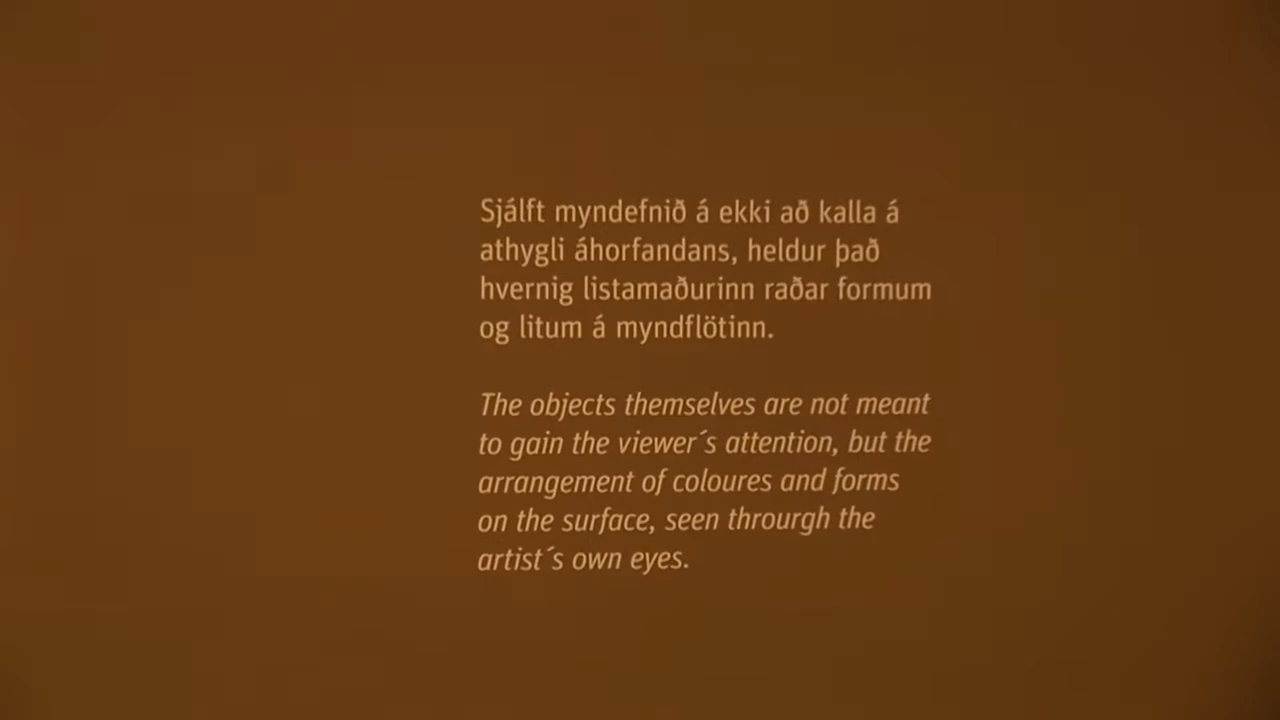 Sjálft myndefnið á ekki að kalla á
athygli áhorfandans, heldur það
hvernig listamaðurinn raðar formum
og litum á myndflötinn.
The objects themselves are not meant
to gain the viewer´s attention, but the
arrangement of coloures and forms
on the surface, seen throurgh the
artist´s own eyes.